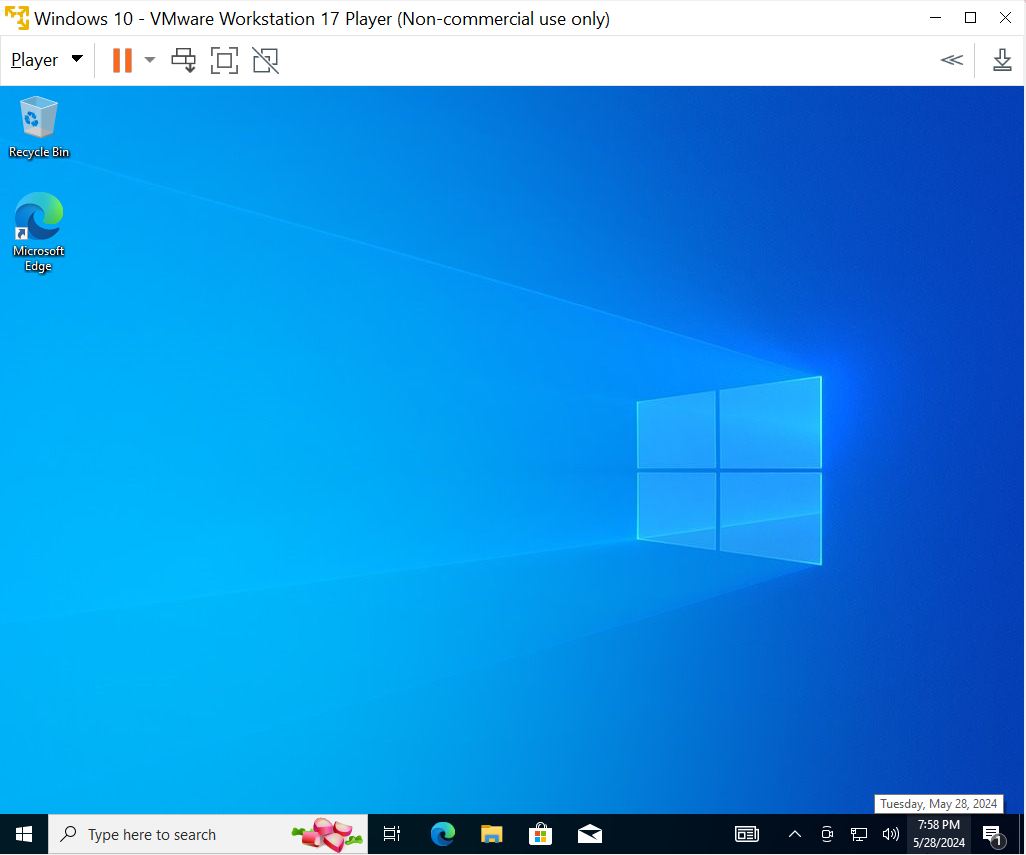 Windows 10 - VMware Workstation 17 Player (Non-commercial use only)
Player
Recycle Bin
Microsoft
Edge
Tuesday, May 28, 2024
Type here to search
7:58 PM
5/28/2024
1